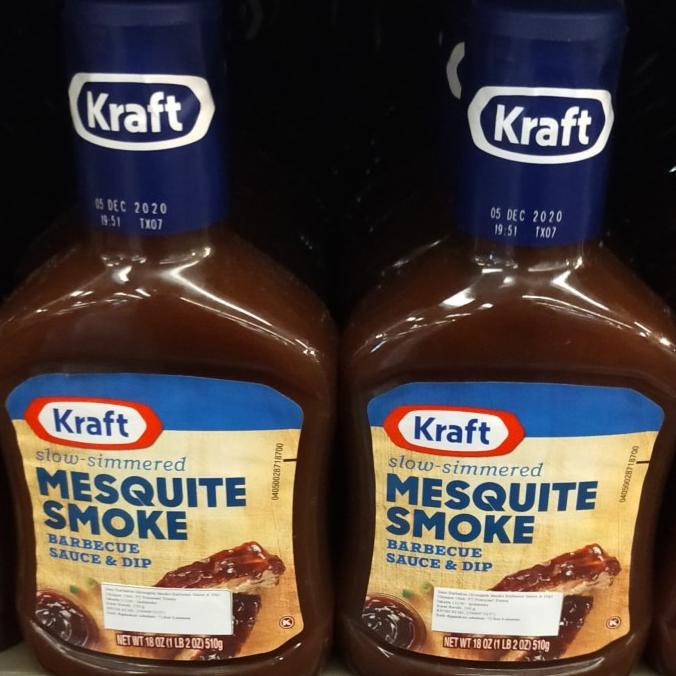 Kraft
05 DEC 2020
19:51 TX07
Kraft
slow-simmered
MESQUITE
SMOKE
BARBECUE
SAUCE & DIP
NET WT 18 OZ (1 LB 2 OZ) 510g
K
Kraft
05 DEC 2020
19:51 TX07
Kraft
slow-simmered
MESQUITE
SMOKE
BARBECUE
SAUCE & DIP
NET WT 18 OZ (1 LB 2 OZ) 510g
K